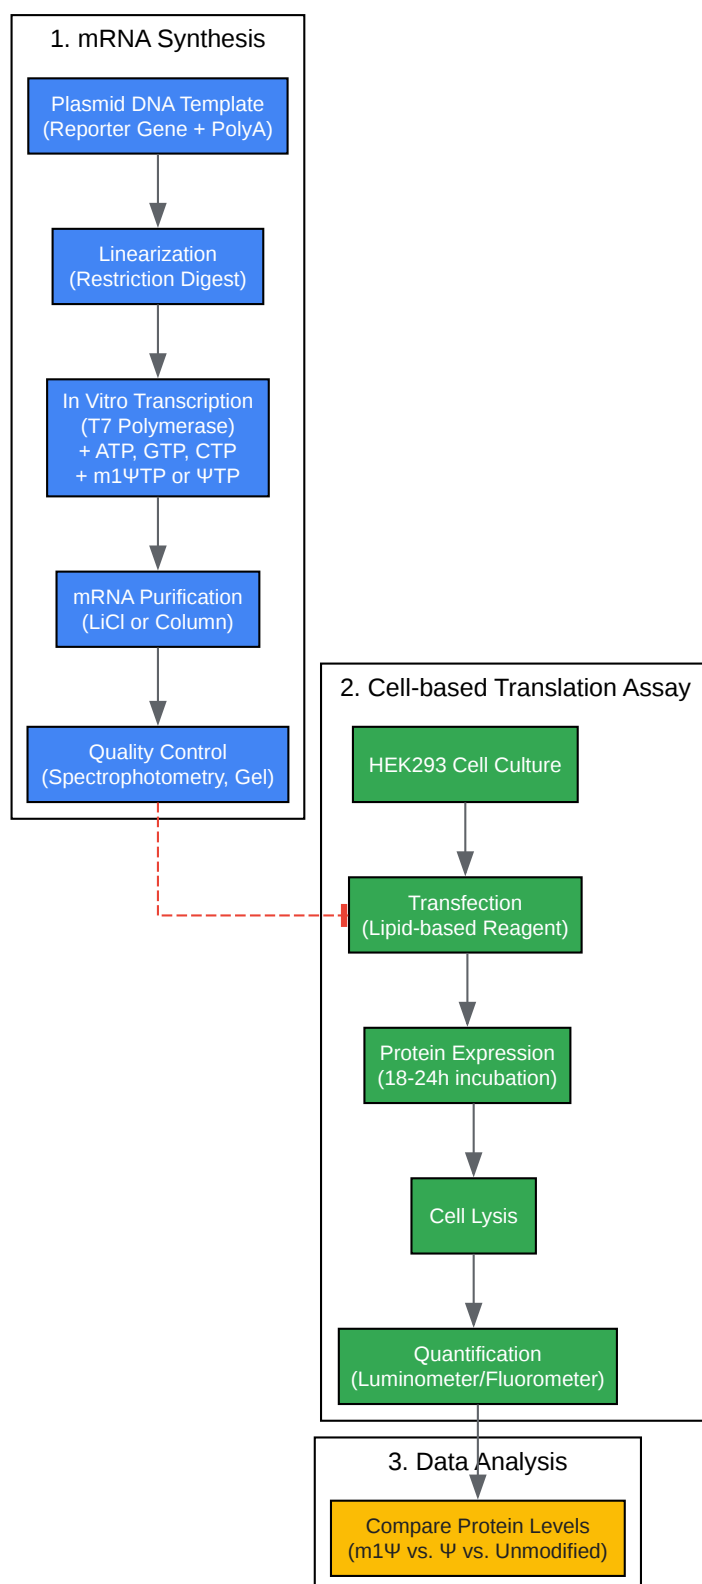 1. mRNA Synthesis
Plasmid DNA Template
(Reporter Gene + PolyA)
Linearization
(Restriction Digest)
In Vitro Transcription
(T7 Polymerase)
+ ATP, GTP, CTP
+ m1ΨTP or ΨTP
mRNA Purification
(LiCl or Column)
Quality Control
(Spectrophotometry, Gel)
2. Cell-based Translation Assay
HEK293 Cell Culture
Transfection
(Lipid-based Reagent)
Protein Expression
(18-24h incubation)
Cell Lysis
Quantification
(Luminometer/Fluorometer)
3. Data Analysis
Compare Protein Levels
(m1Ψ vs. Ψ vs. Unmodified)